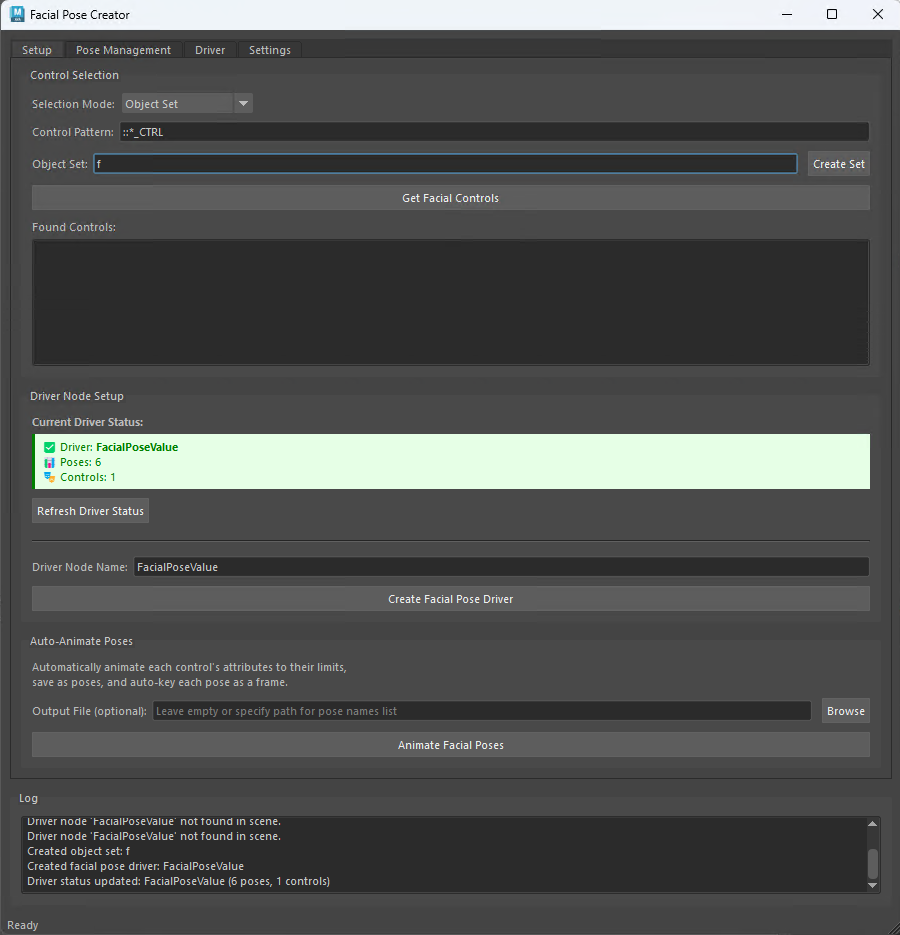 Facial Pose Creator
Setup Pose Management Driver Settings
Control Selection
Selection Mode: Object Set
Control Pattern: ::*_CTRL
Object Set: f Create Set
Get Facial Controls
Found Controls:
Driver Node Setup
Current Driver Status:
Driver: FacialPoseValue
Poses: 6
Controls: 1
Refresh Driver Status
Driver Node Name: FacialPoseValue
Create Facial Pose Driver
Auto-Animate Poses
Automatically animate each control's attributes to their limits,
save as poses, and auto-key each pose as a frame.
Output File (optional): Leave empty or specify path for pose names list Browse
Animate Facial Poses
Log
Driver node 'FacialPoseValue' not found in scene.
Driver node 'FacialPoseValue' not found in scene.
Created object set: f
Created facial pose driver: FacialPoseValue
Driver status updated: FacialPoseValue (6 poses, 1 controls)
Ready